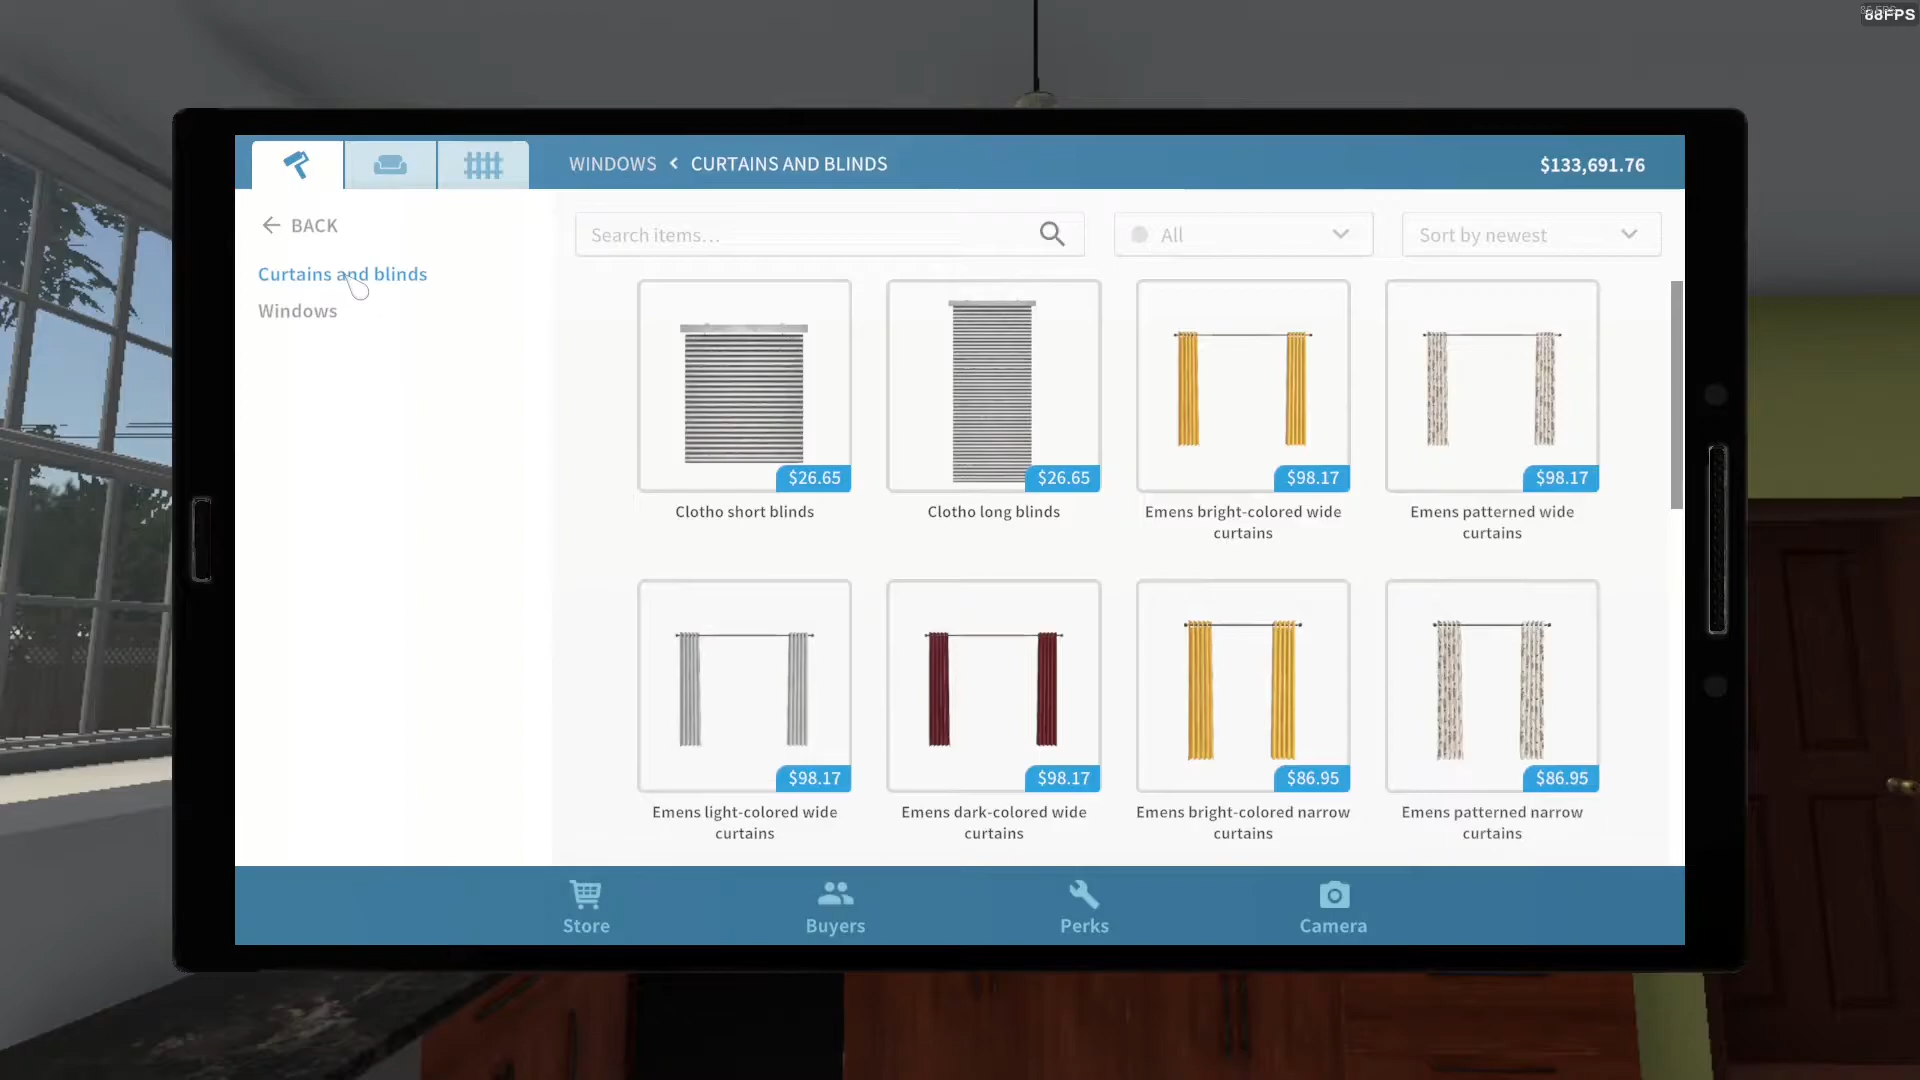 88FPS
WINDOWS < CURTAINS AND BLINDS
$133,691.76
BACK
Curtains and blinds
Windows
Search items...
All
Sort by newest
$26.65
Clotho short blinds
$26.65
Clotho long blinds
$98.17
Emens bright-colored wide
curtains
$98.17
Emens patterned wide
curtains
$98.17
Emens light-colored wide
curtains
$98.17
Emens dark-colored wide
curtains
$86.95
Emens bright-colored narrow
curtains
$86.95
Emens patterned narrow
curtains
Store
Buyers
Perks
Camera